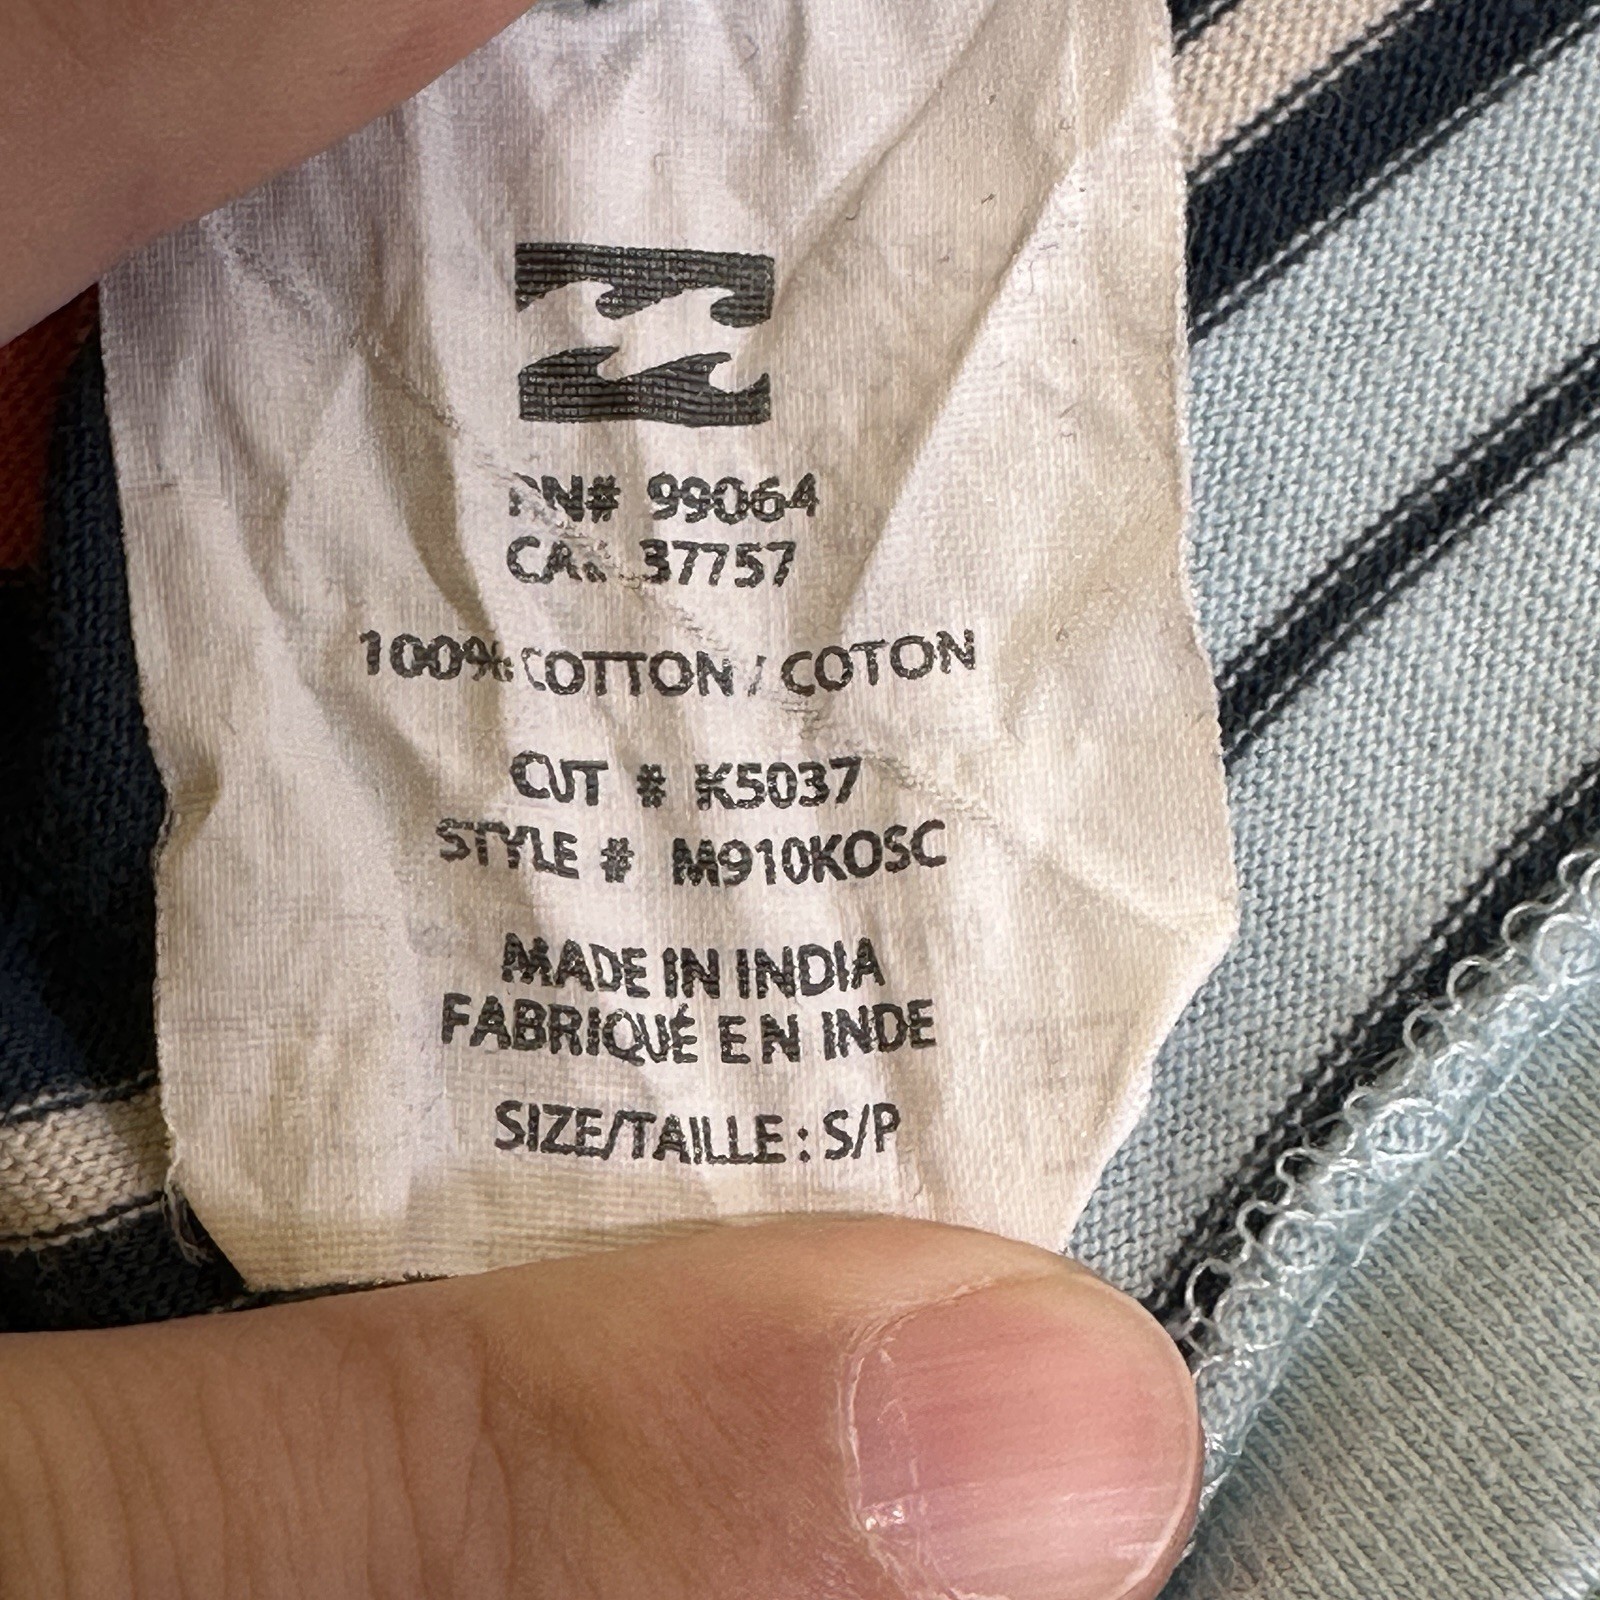 RN# 99064
CA# 37757
100% COTTON / COTON
CUT # K5037
STYLE # M910KOSC
MADE IN INDIA
FABRIQUÉ EN INDE
SIZE/TAILLE : S/P